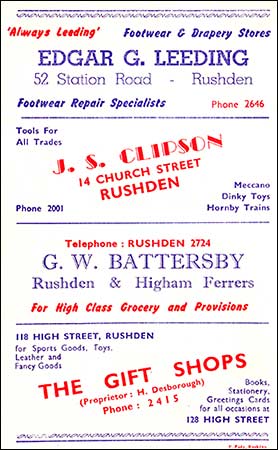 'Always Leeding' Footwear & Drapery Stores
EDGAR G. LEEDING
52 Station Road - Rushden
Footwear Repair Specialists Phone 2646
Tools For
All Trades
J. S. CLIPSON
14 CHURCH STREET
RUSHDEN
Phone 2001
Meccano
Dinky Toys
Hornby Trains
Telephone : RUSHDEN 2724
G. W. BATTERSBY
Rushden & Higham Ferrers
For High Class Grocery and Provisions
118 HIGH STREET, RUSHDEN
for Sports Goods, Toys,
Leather and
Fancy Goods
THE GIFT SHOPS
(Proprietor : H. Desborough)
Phone : 2415
Books,
Stationery,
Greetings Cards
for all occasions at
128 HIGH STREET